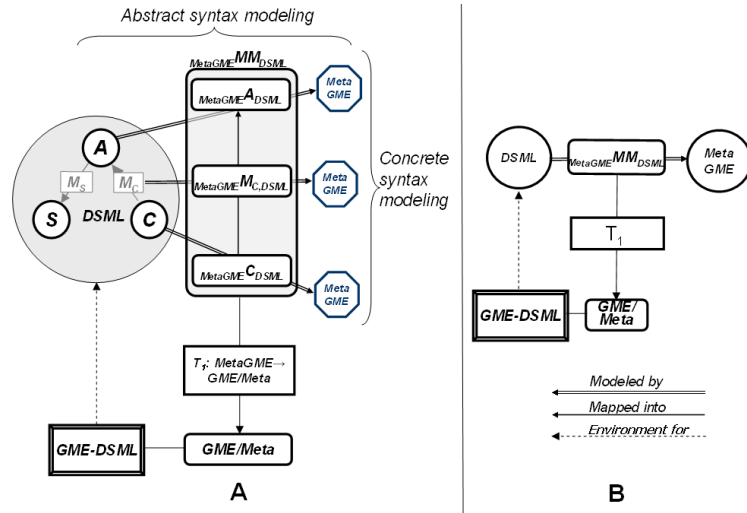 Abstract syntax modeling
MetaGMEMMDSML
MetaGMEADSML
Meta
GME
A
MS
MC
MetaGMEMC,DSML
Meta
GME
Concrete
syntax
modeling
S
DSML
C
MetaGMECDSML
Meta
GME
T1: MetaGME→
GME/Meta
GME-DSML
GME/Meta
A
DSML
MetaGMEMMDSML
Meta
GME
T1
GME-DSML
GME/
Meta
Modeled by
Mapped into
Environment for
B